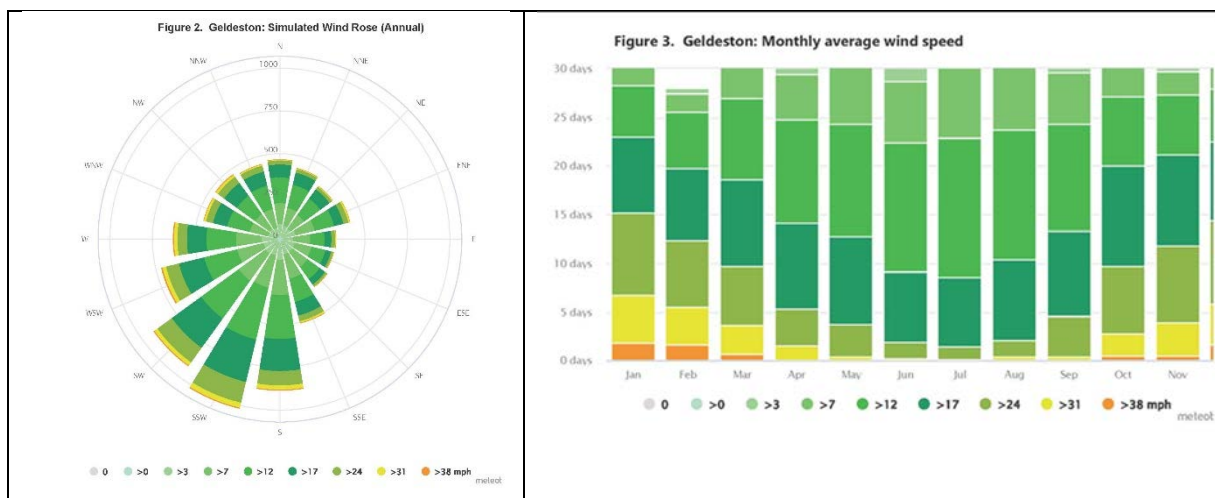 Figure 2. Geldeston: Simulated Wind Rose (Annual)
N
NNW
NNE
1000
NW
NE
750
WNW
500
ENE
W
E
WSW
ESE
SW
SE
SSW
SSE
S
0 >0 >3 >7 >12 >17 >24 >31 >38 mph
Figure 3. Geldeston: Monthly average wind speed
30 days
25 days
20 days
15 days
10 days
5 days
0 days
Jan Feb Mar Apr May Jun Jul Aug Sep Oct Nov
0 >0 >3 >7 >12 >17 >24 >31 >38 mph